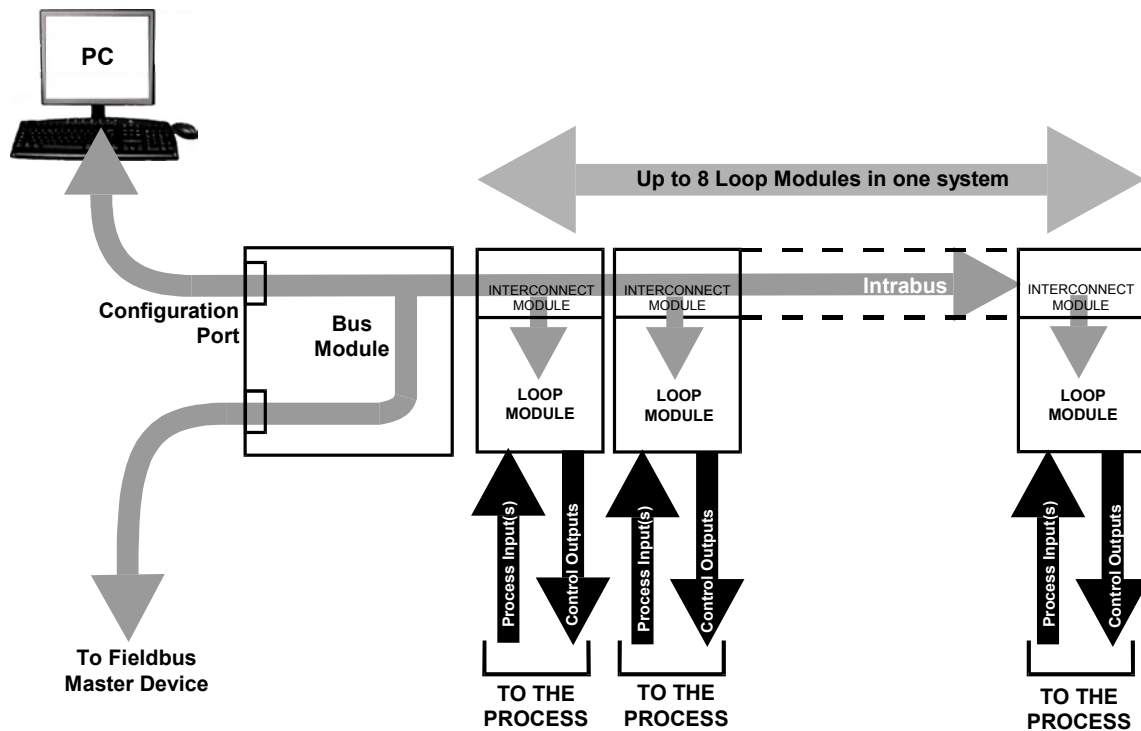 PC
Up to 8 Loop Modules in one system
Configuration
Port
Bus
Module
INTERCONNECT
MODULE
INTERCONNECT
MODULE
Intrabus
INTERCONNECT
MODULE
LOOP
MODULE
LOOP
MODULE
LOOP
MODULE
Process Input(s)
Control Outputs
Process Input(s)
Control Outputs
Process Input(s)
Control Outputs
To Fieldbus
Master Device
TO THE
PROCESS
TO THE
PROCESS
TO THE
PROCESS